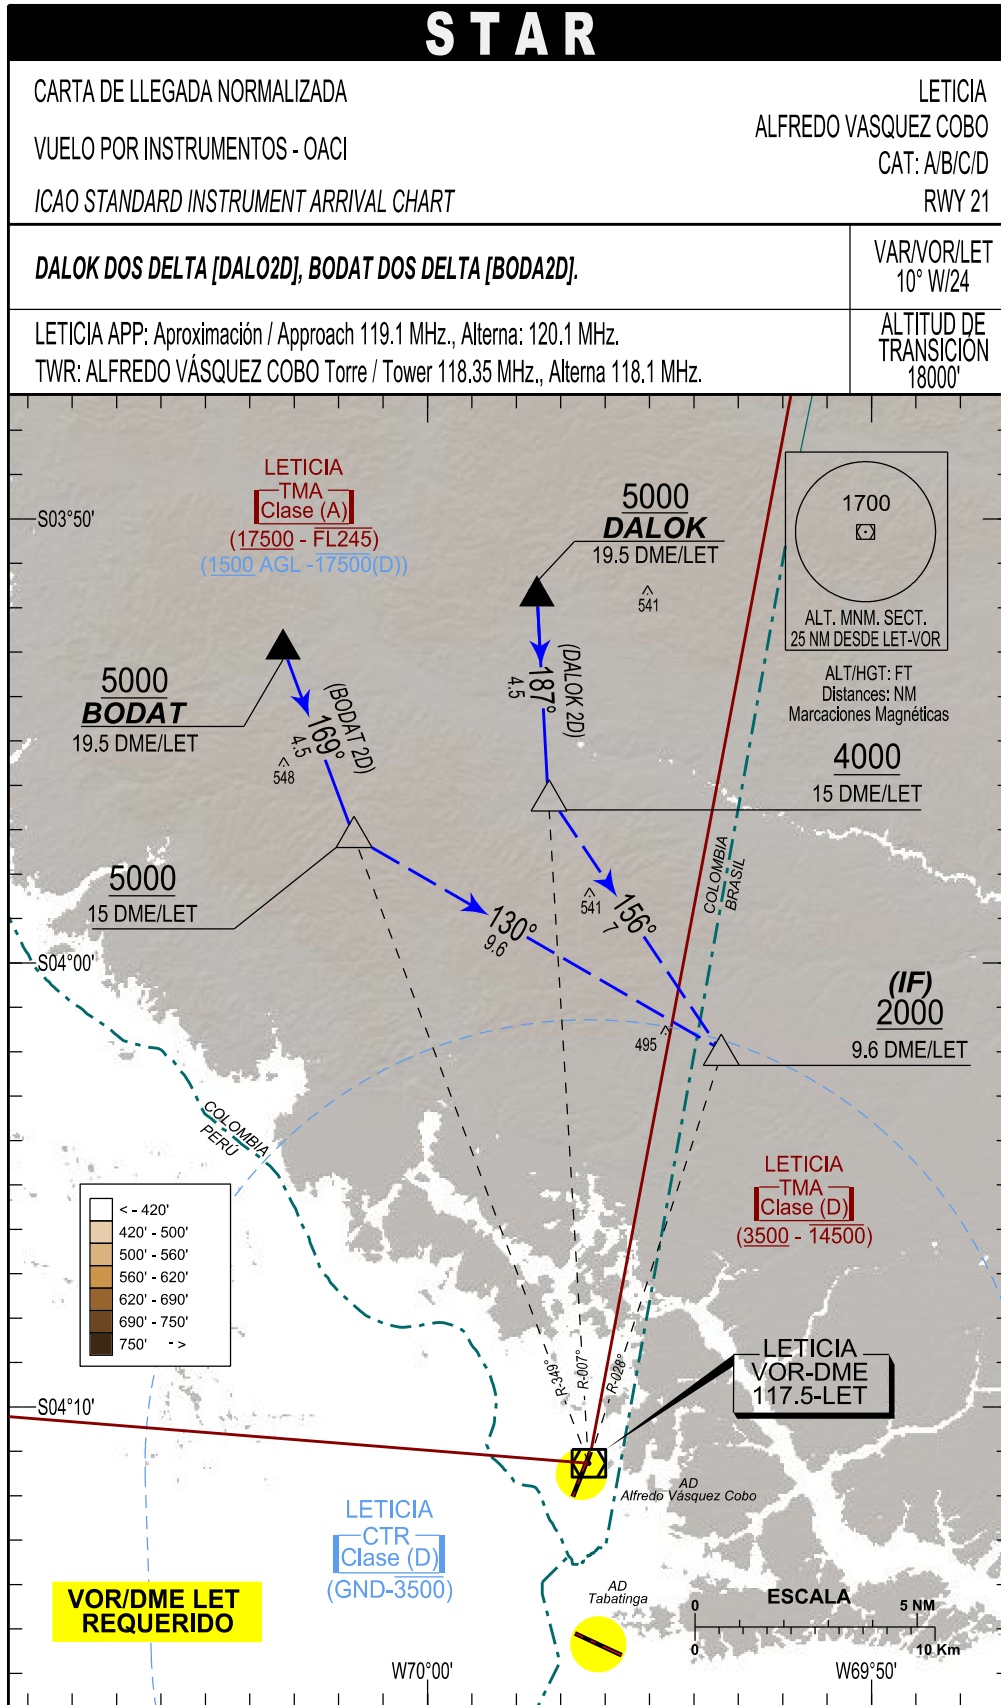 STAR
CARTA DE LLEGADA NORMALIZADA
VUELO POR INSTRUMENTOS - OACI
ICAO STANDARD INSTRUMENT ARRIVAL CHART
LETICIA
ALFREDO VASQUEZ COBO
CAT: A/B/C/D
RWY 21
DALOK DOS DELTA [DALO2D], BODAT DOS DELTA [BODA2D].
VAR/VOR/LET
10° W/24
LETICIA APP: Aproximación / Approach 119.1 MHz., Alterna: 120.1 MHz.
TWR: ALFREDO VÁSQUEZ COBO Torre / Tower 118.35 MHz., Alterna 118.1 MHz.
ALTITUD DE
TRANSICIÓN
18000'
LETICIA
TMA
Clase (A)
(17500 - FL245)
(1500 AGL -17500(D))
S03°50'
5000
DALOK
19.5 DME/LET
541
1700
ALT. MNM. SECT.
25 NM DESDE LET-VOR
ALT/HGT: FT
Distances: NM
Marcaciones Magnéticas
5000
BODAT
19.5 DME/LET
(BODAT 2D)
169°
4.5
548
(DALOK 2D)
187°
4.5
4000
15 DME/LET
5000
15 DME/LET
COLOMBIA
BRASIL
541
156°
7
130°
9.6
S04°00'
(IF)
2000
9.6 DME/LET
495
COLOMBIA
PERÚ
LETICIA
TMA
Clase (D)
(3500 - 14500)
< - 420'
420' - 500'
500' - 560'
560' - 620'
620' - 690'
690' - 750'
750' - >
R-349°
R-007°
R-028°
LETICIA
VOR-DME
117.5-LET
S04°10'
AD
Alfredo Vásquez Cobo
LETICIA
CTR
Clase (D)
(GND-3500)
AD
Tabatinga
VOR/DME LET
REQUERIDO
ESCALA
0 5 NM
0 10 Km
W70°00'
W69°50'